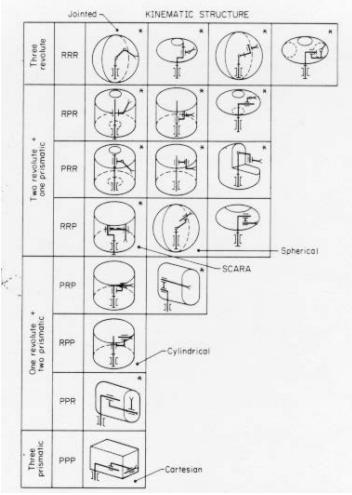 Jointed
KINEMATIC STRUCTURE
Three
revolute
RRR
* * * *
Two revolute +
one prismatic
RPR
* * *
PRR
* * *
RRP
*
Spherical
SCARA
One revolute +
two prismatic
PRP
*
RPP
Cylindrical
PPR
*
Three
prismatic
PPP
Cartesian